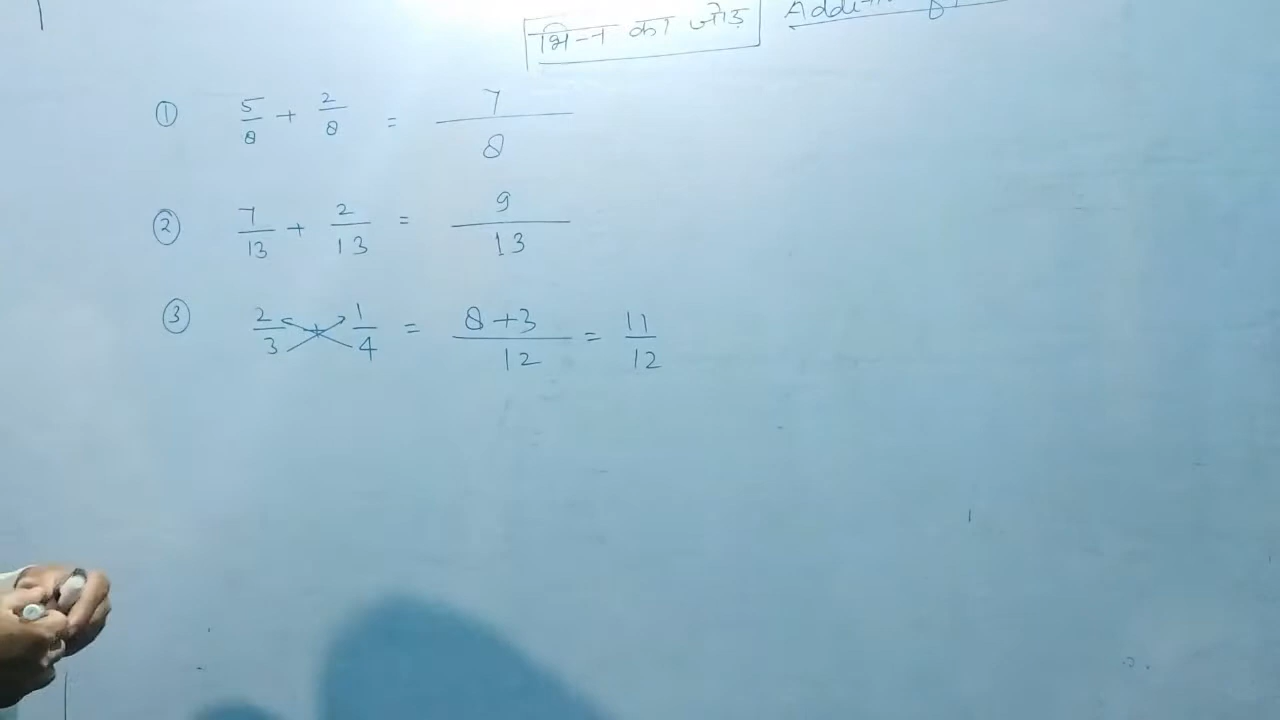 भिन्न का जोड़
① 5/8 + 2/8 = 7/8
② 7/13 + 2/13 = 9/13
③ 2/3 + 1/4 = 8+3/12 = 11/12